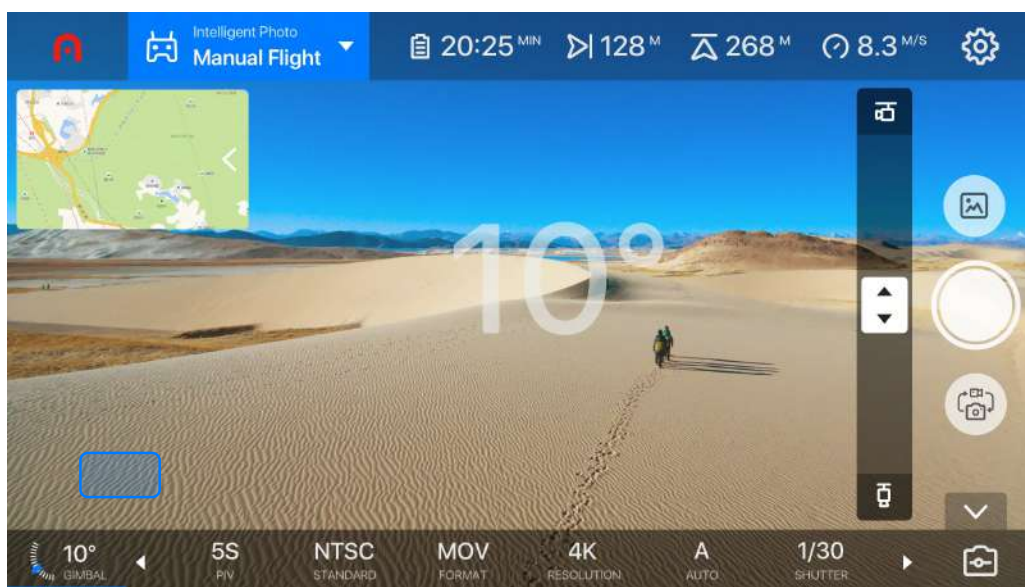 Intelligent Photo
Manual Flight
20:25 MIN
128 M
268 M
8.3 M/S
10°
10°
GIMBAL
5S
PIV
NTSC
STANDARD
MOV
FORMAT
4K
RESOLUTION
A
AUTO
1/30
SHUTTER